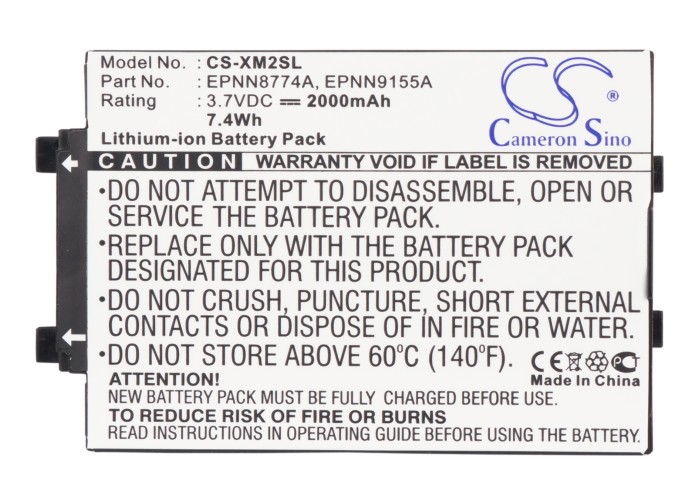 Model No. : CS-XM2SL
Part No. : EPNN8774A, EPNN9155A
Rating : 3.7VDC ⎓ 2000mAh
7.4Wh
Lithium-ion Battery Pack
®
Cameron Sino
CAUTION WARRANTY VOID IF LABEL IS REMOVED
•DO NOT ATTEMPT TO DISASSEMBLE, OPEN OR
SERVICE THE BATTERY PACK.
•REPLACE ONLY WITH THE BATTERY PACK
DESIGNATED FOR THIS PRODUCT.
•DO NOT CRUSH, PUNCTURE, SHORT EXTERNAL
CONTACTS OR DISPOSE OF IN FIRE OR WATER.
•DO NOT STORE ABOVE 60°C (140°F).
CE
Made In China
ATTENTION!
NEW BATTERY PACK MUST BE FULLY CHARGED BEFORE USE.
TO REDUCE RISK OF FIRE OR BURNS
READ INSTRUCTIONS IN OPERATING GUIDE BEFORE USING THE BATTERY.